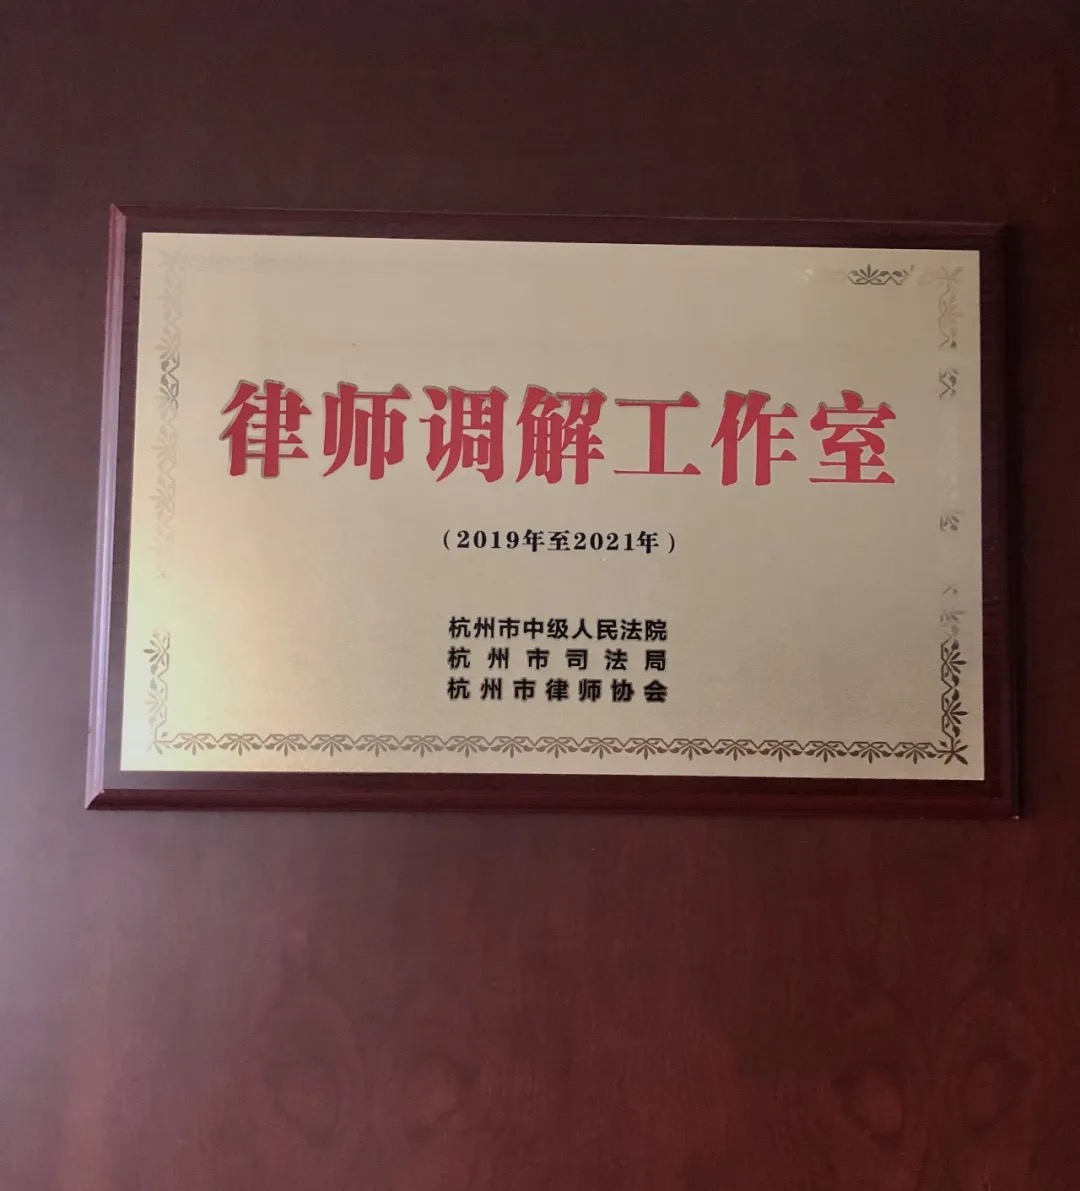 律师调解工作室
（2019年至2021年）
杭州市中级人民法院
杭州市司法局
杭州市律师协会